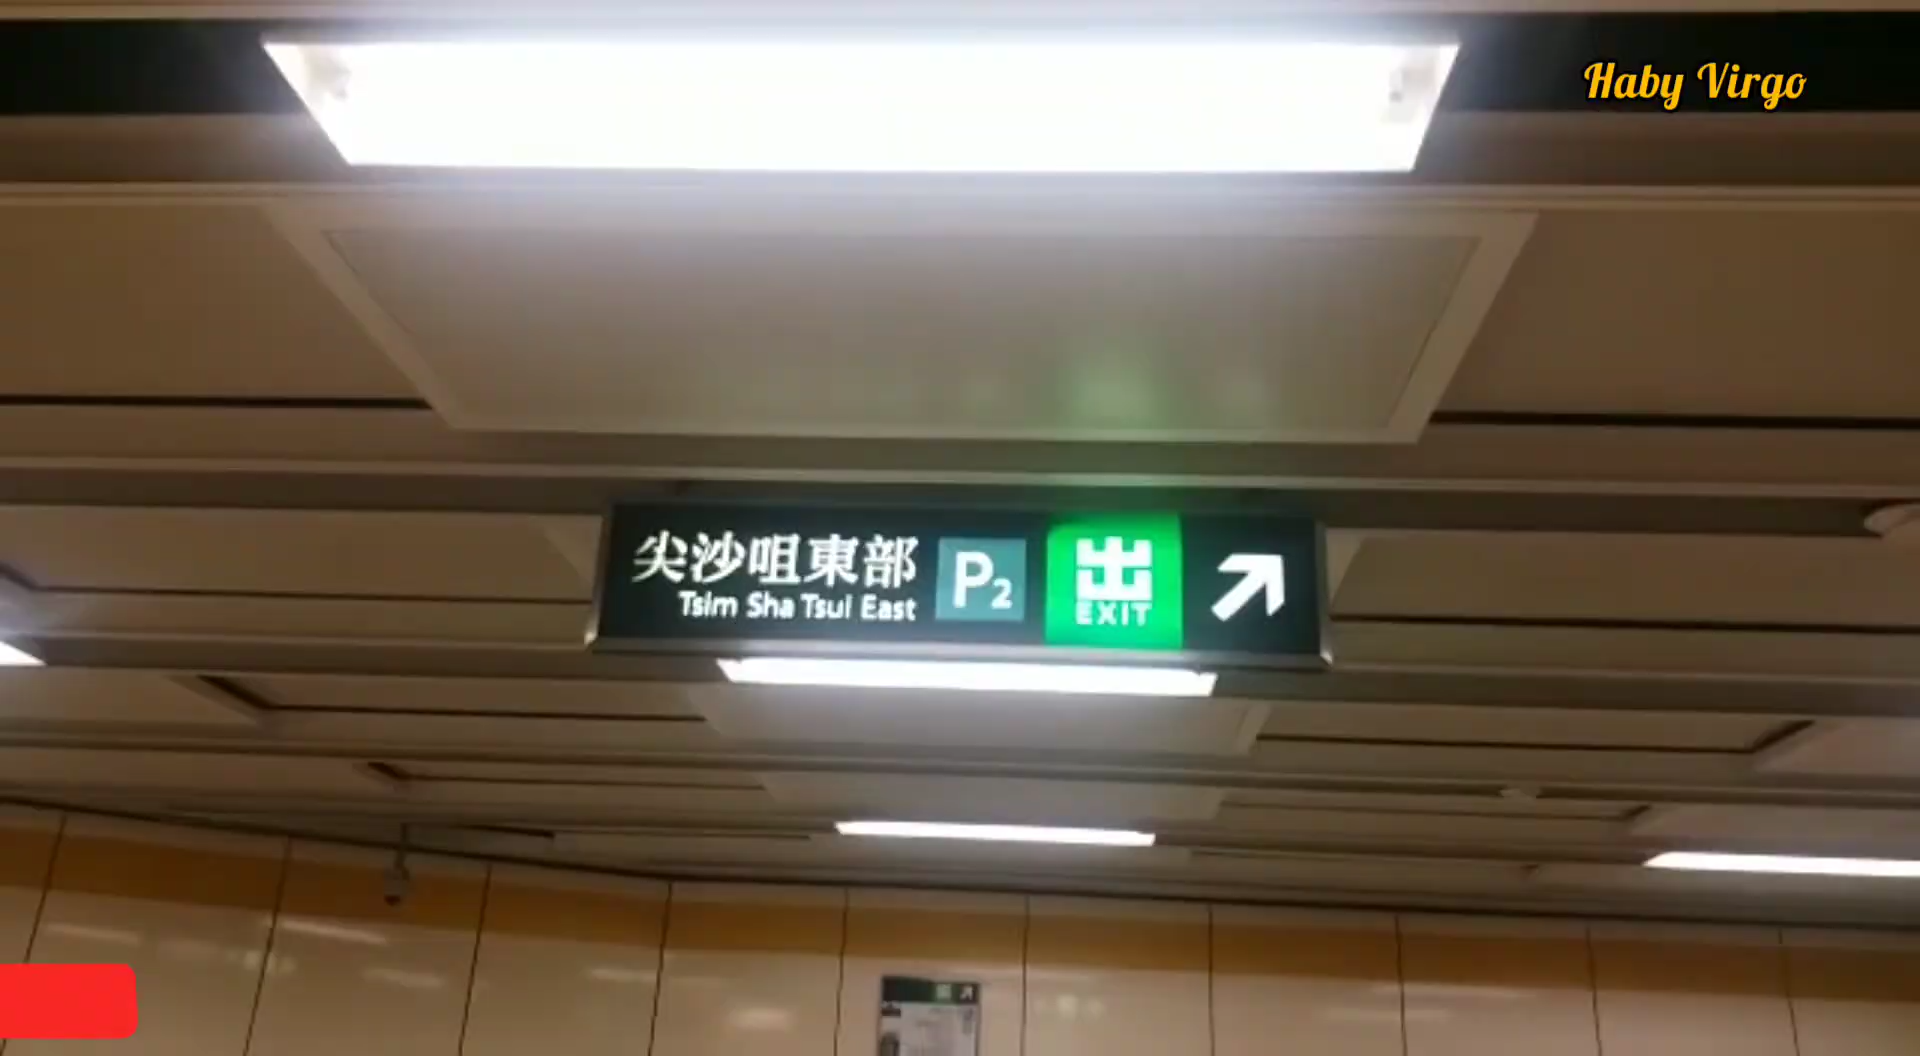 Haby Virgo
尖沙咀東部
Tsim Sha Tsui East
P2
出
EXIT